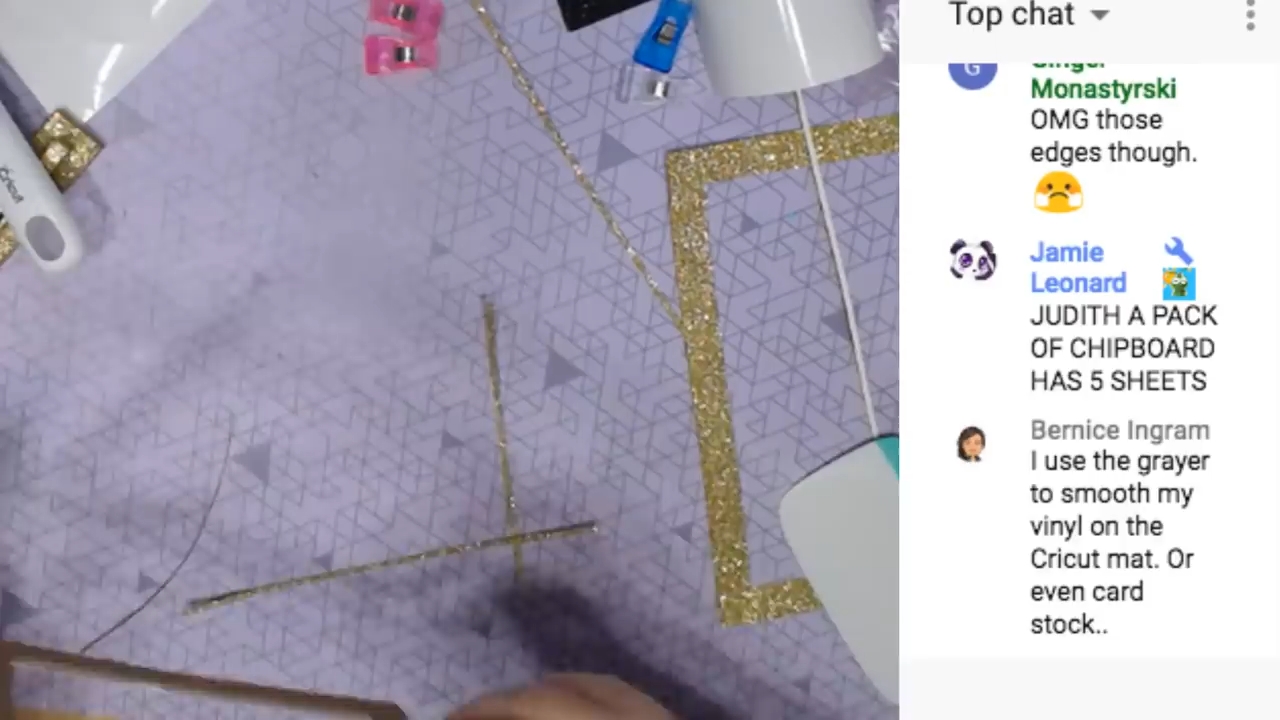 Top chat
G
Monastyrski
OMG those
edges though.
Jamie
Leonard
JUDITH A PACK
OF CHIPBOARD
HAS 5 SHEETS
Bernice Ingram
I use the grayer
to smooth my
vinyl on the
Cricut mat. Or
even card
stock..
Cricut